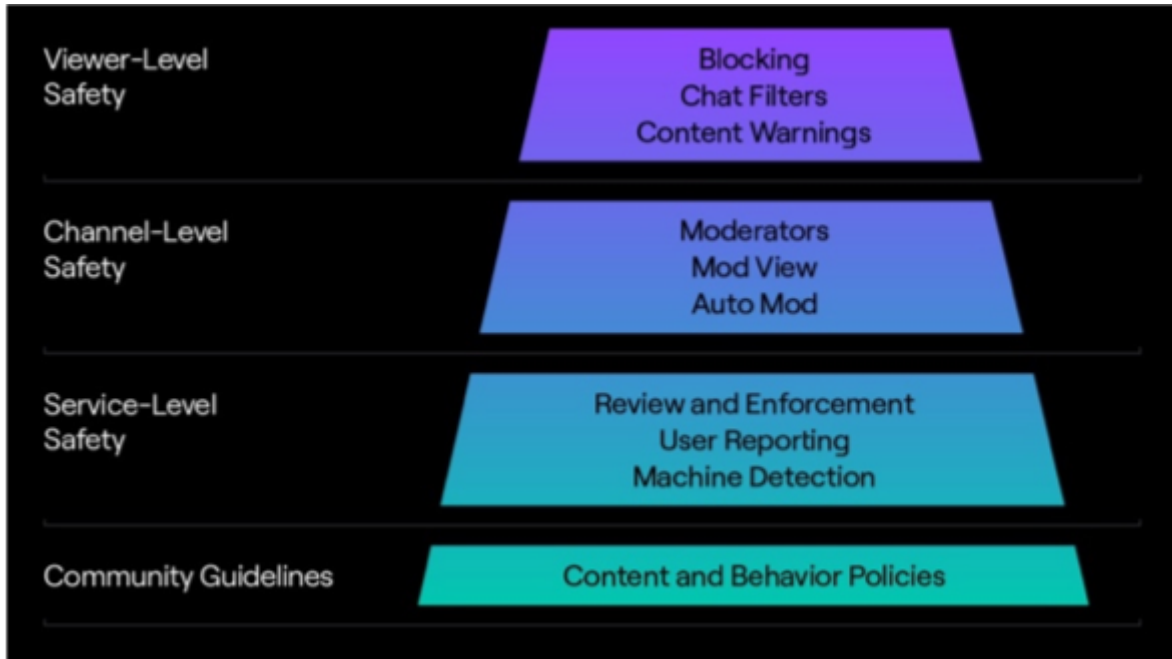 Viewer-Level
Safety
Blocking
Chat Filters
Content Warnings
Channel-Level
Safety
Moderators
Mod View
Auto Mod
Service-Level
Safety
Review and Enforcement
User Reporting
Machine Detection
Community Guidelines
Content and Behavior Policies